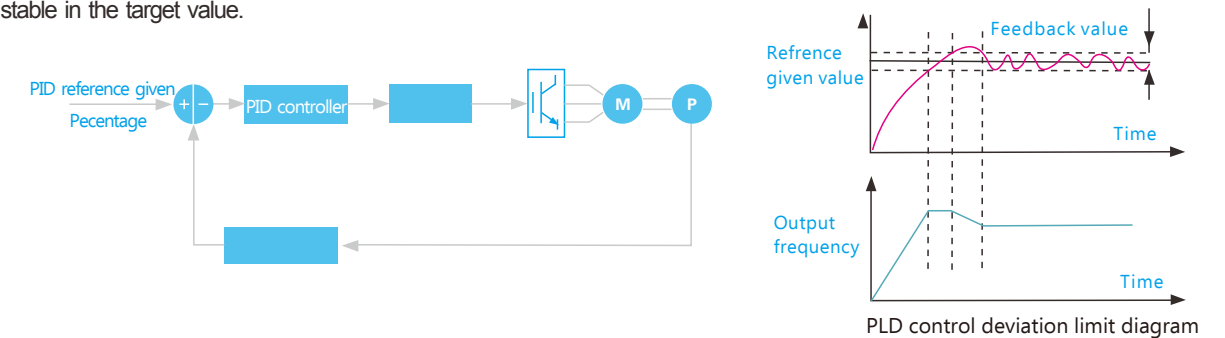 stable in the target value.
PID reference given
Pecentage
+ −
PID controller
M
P
Feedback value
Refrence
given value
Time
Output
frequency
Time
PLD control deviation limit diagram